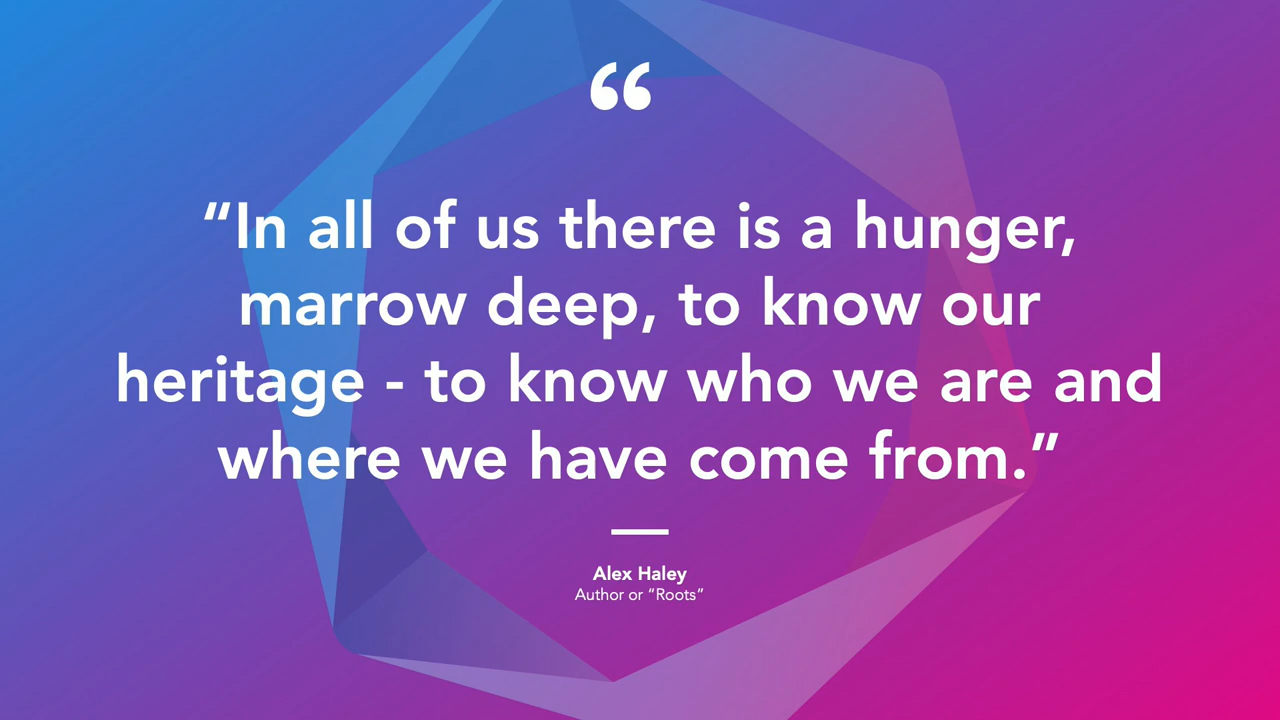 “
“In all of us there is a hunger,
marrow deep, to know our
heritage - to know who we are and
where we have come from.”
Alex Haley
Author or “Roots”